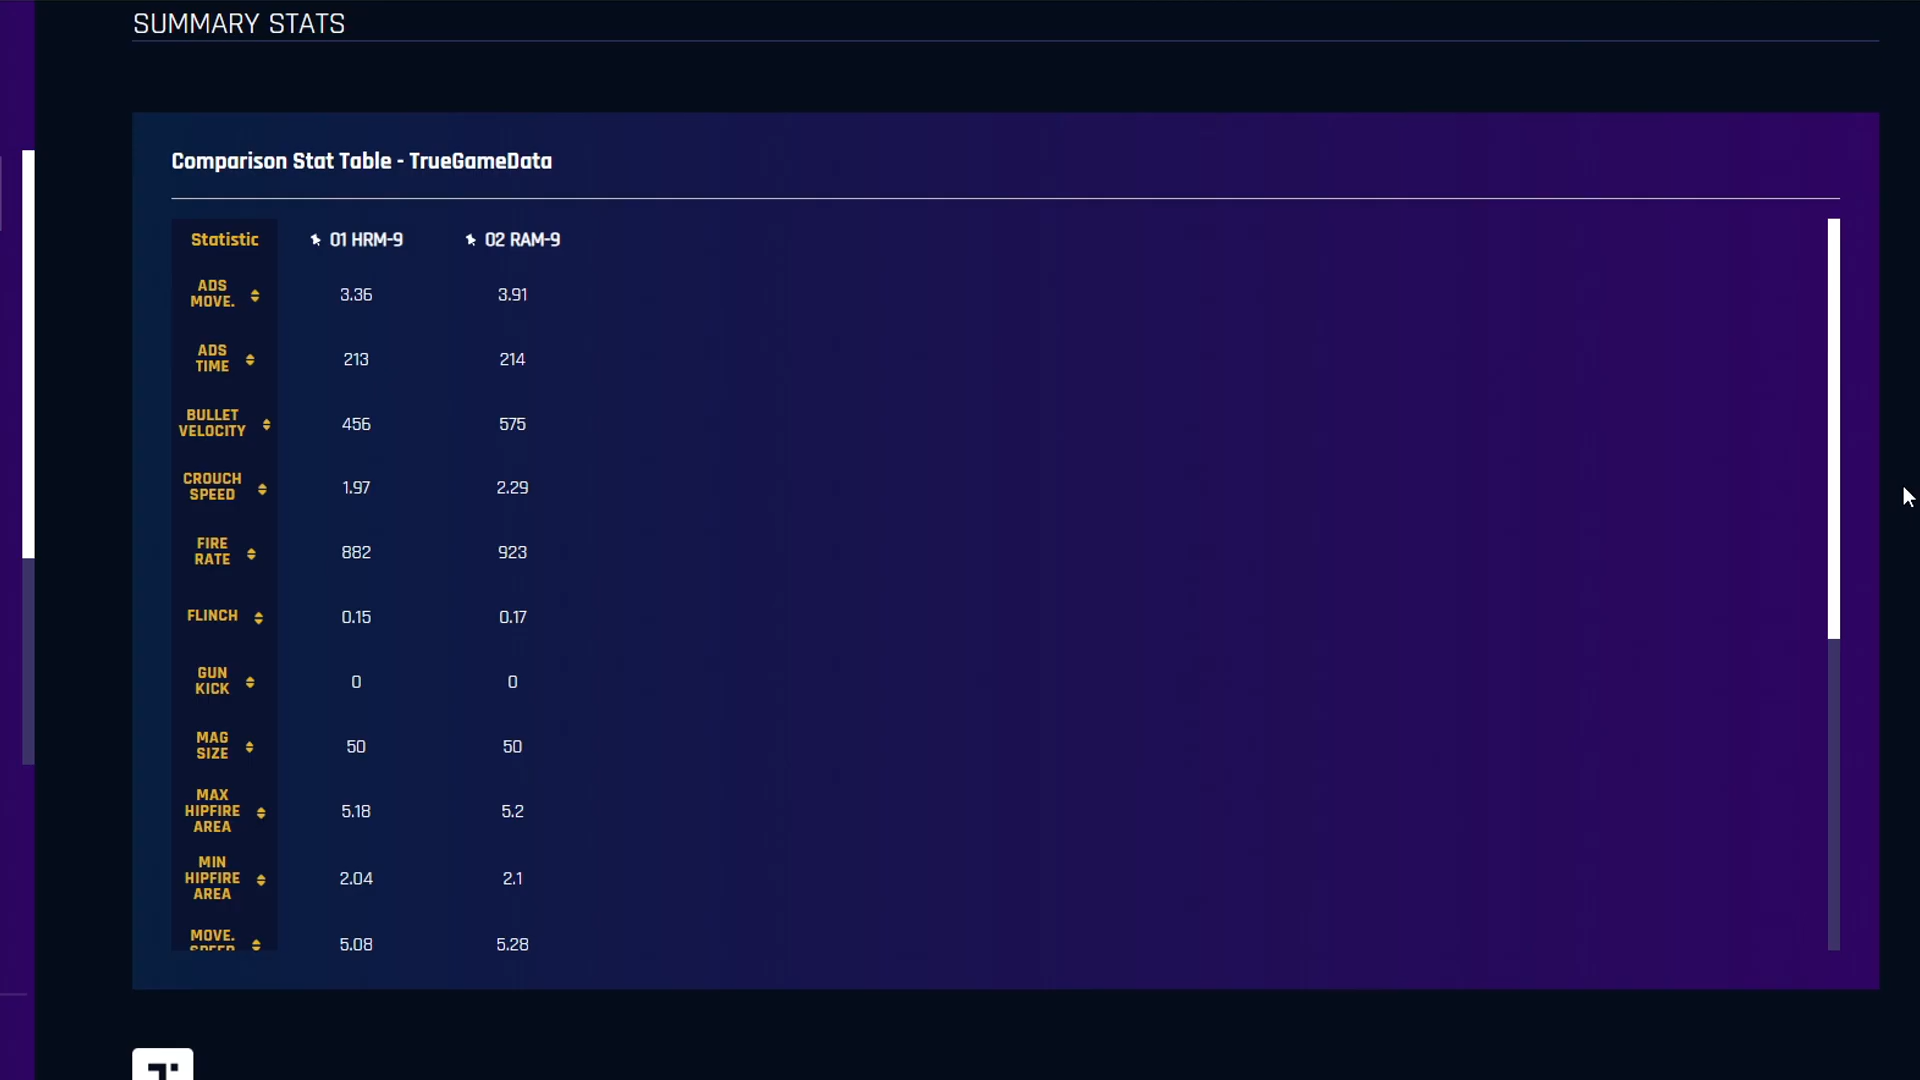 SUMMARY STATS
Comparison Stat Table - TrueGameData
Statistic 01 HRM-9 02 RAM-9
ADS
MOVE. 3.36 3.91
ADS
TIME 213 214
BULLET
VELOCITY 456 575
CROUCH
SPEED 1.97 2.29
FIRE
RATE 882 923
FLINCH 0.15 0.17
GUN
KICK 0 0
MAG
SIZE 50 50
MAX
HIPFIRE
AREA 5.18 5.2
MIN
HIPFIRE
AREA 2.04 2.1
MOVE.
SPEED 5.08 5.28